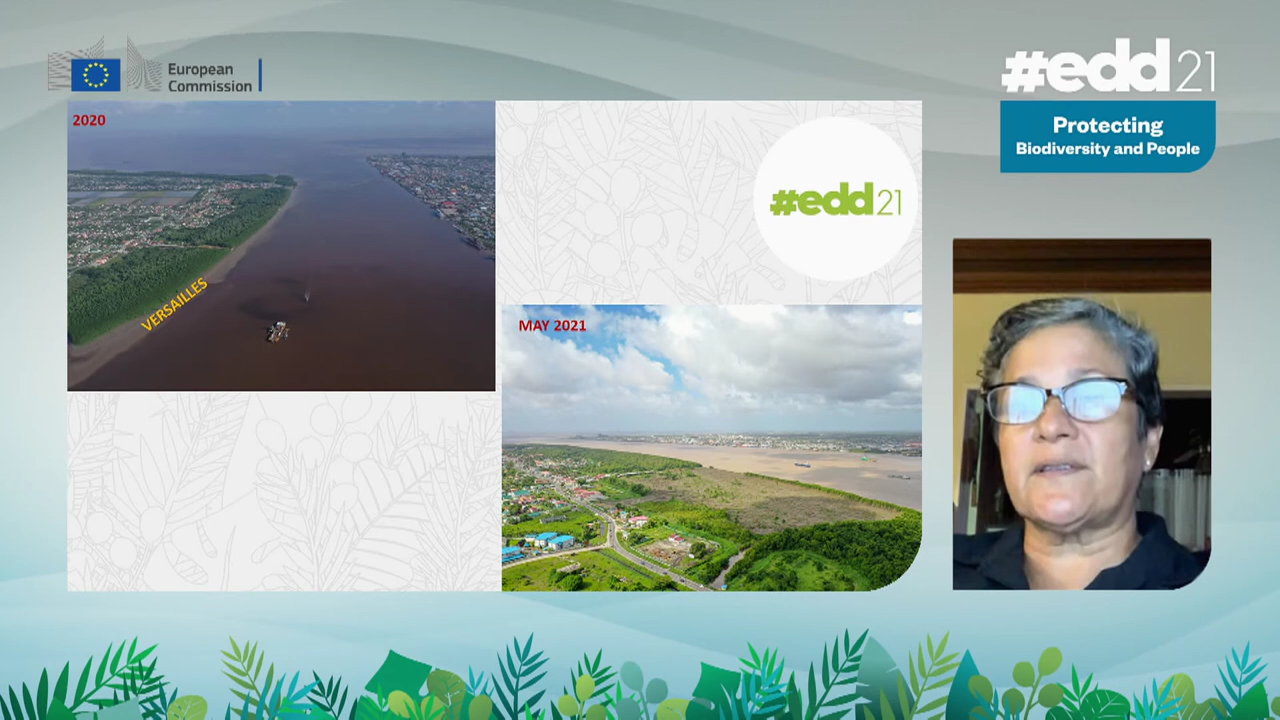 European
Commission
#edd21
Protecting
Biodiversity and People
2020
VERSAILLES
#edd21
MAY 2021